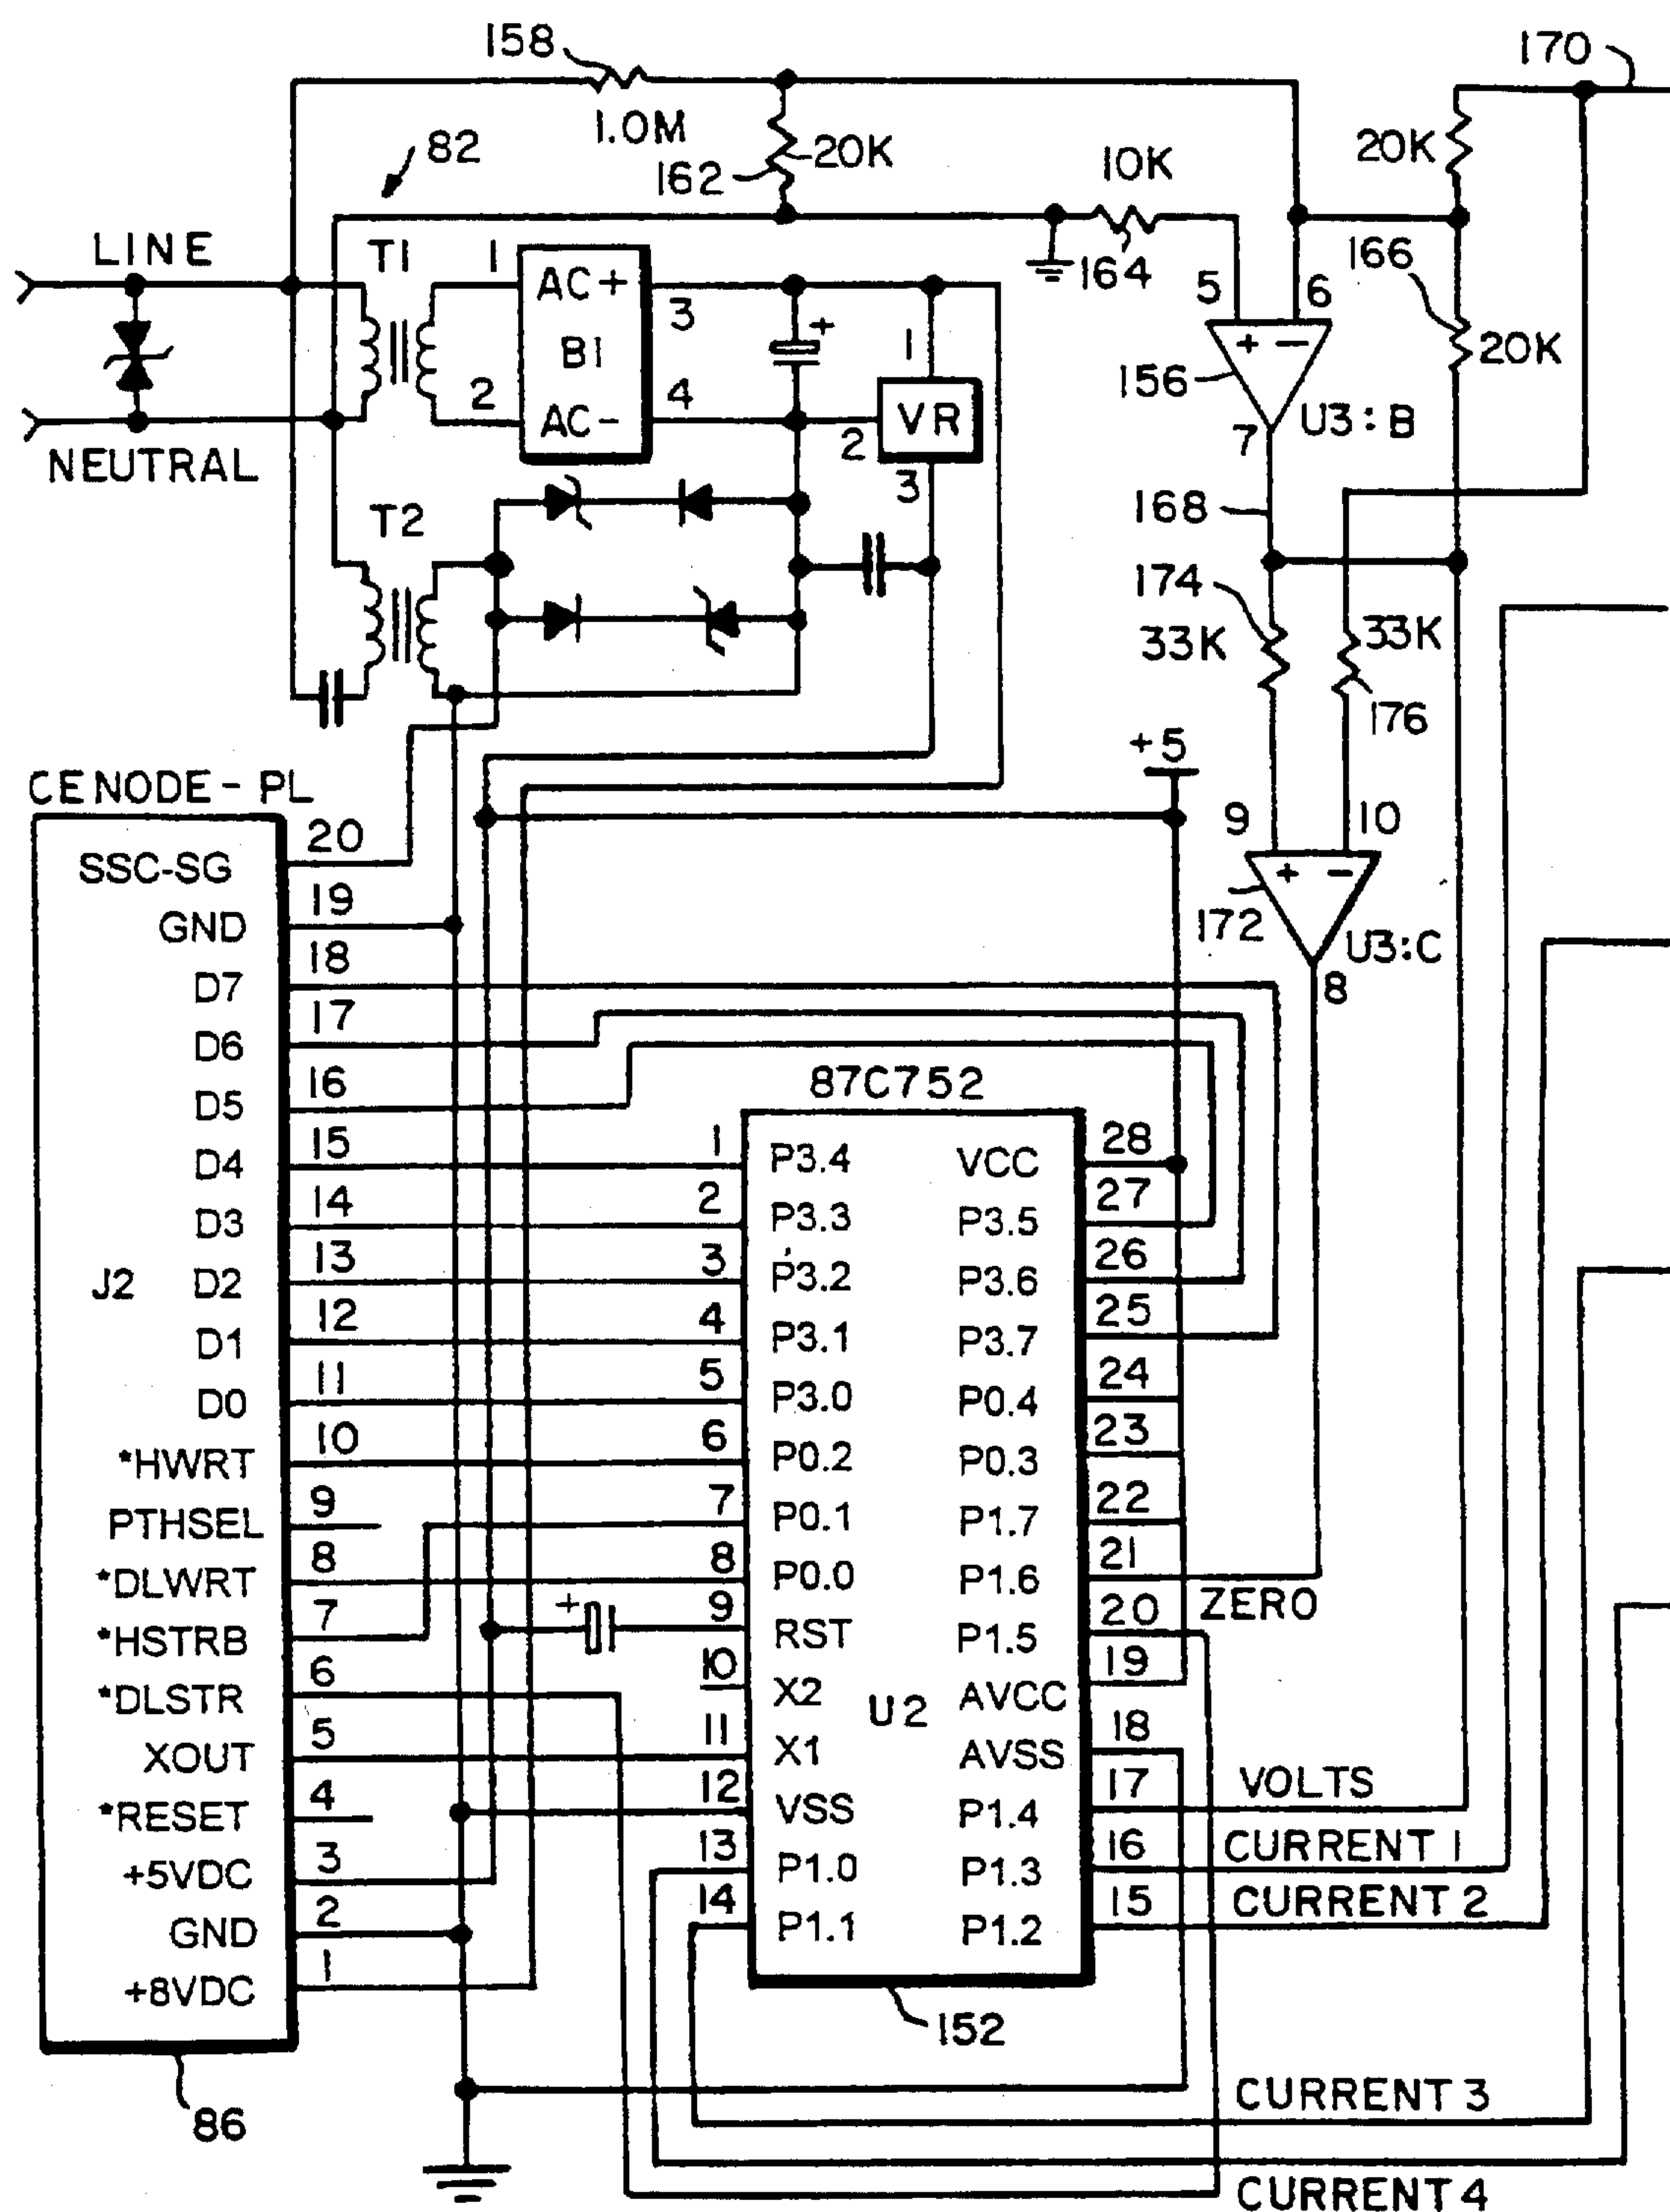 158
170
1.0M
20K
162
82
10K
20K
LINE
T1
1
AC+
3
164
166
5
6
B1
+
1
+ −
20K
156
2
AC-
4
VR
2
U3:B
7
NEUTRAL
3
168
T2
174
33K
33K
176
+5
CENODE-PL
20
SSC-SG
9
10
+ −
19
GND
172
U3:C
18
D7
8
17
D6
16
D5
87C752
15
D4
1
P3.4
VCC
28
14
D3
2
P3.3
P3.5
27
13
J2
D2
3
P3.2
P3.6
26
12
D1
4
P3.1
P3.7
25
11
D0
5
P3.0
P0.4
24
10
*HWRT
6
P0.2
P0.3
23
9
PTHSEL
7
P0.1
P1.7
22
8
*DLWRT
8
P0.0
P1.6
21
ZERO
7
*HSTRB
+
9
RST
P1.5
20
6
*DLSTR
10
X2
U2
AVCC
19
5
XOUT
11
X1
AVSS
18
4
*RESET
12
VSS
P1.4
17
VOLTS
3
+5VDC
13
P1.0
P1.3
16
CURRENT 1
2
GND
14
P1.1
P1.2
15
CURRENT 2
1
+8VDC
152
86
CURRENT 3
CURRENT 4